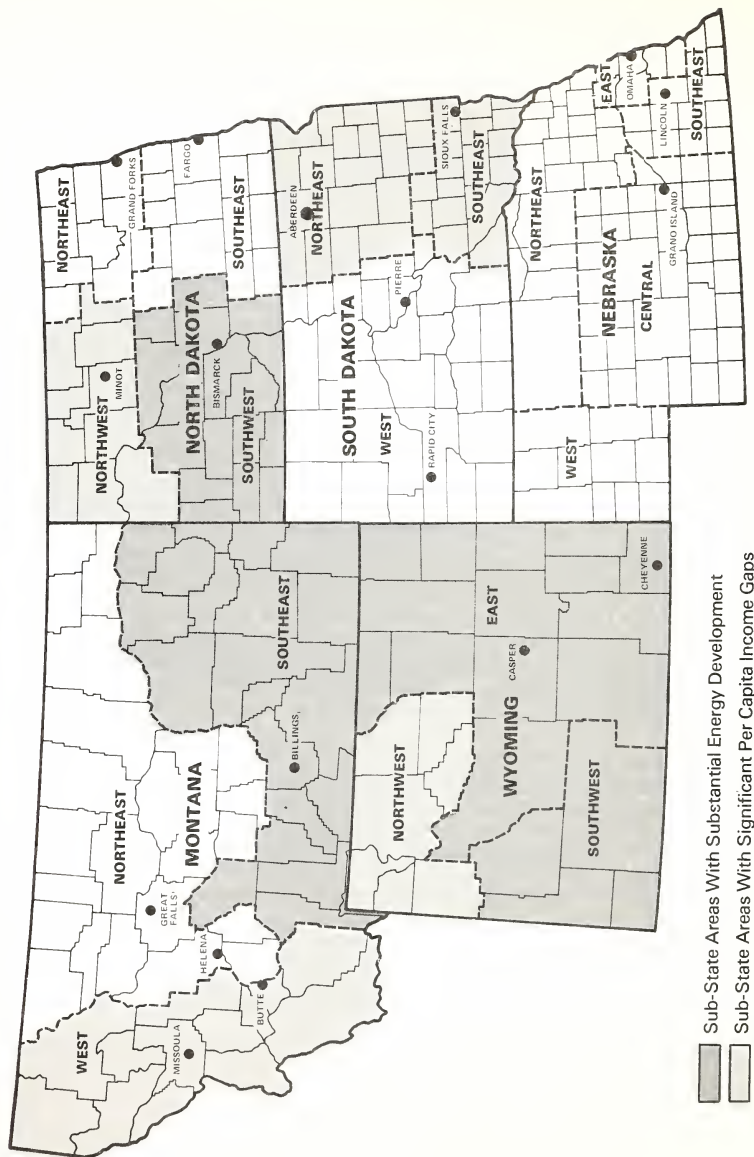 WEST
MISSOULA
BUTTE
HELENA
GREAT
FALLS
NORTHEAST
MONTANA
BILLINGS
SOUTHEAST
NORTHWEST
WYOMING
CASPER
EAST
SOUTHWEST
CHEYENNE
NORTHWEST
MINOT
NORTHEAST
GRAND FORKS
NORTH DAKOTA
BISMARCK
SOUTHWEST
FARGO
SOUTHEAST
SOUTH DAKOTA
WEST
RAPID CITY
PIERRE
ABERDEEN
NORTHEAST
SIOUX FALLS
SOUTHEAST
WEST
NORTHEAST
NEBRASKA
CENTRAL
GRAND ISLAND
EAST
OMAHA
LINCOLN
SOUTHEAST
Sub-State Areas With Substantial Energy Development
Sub-State Areas With Significant Per Capita Income Gaps